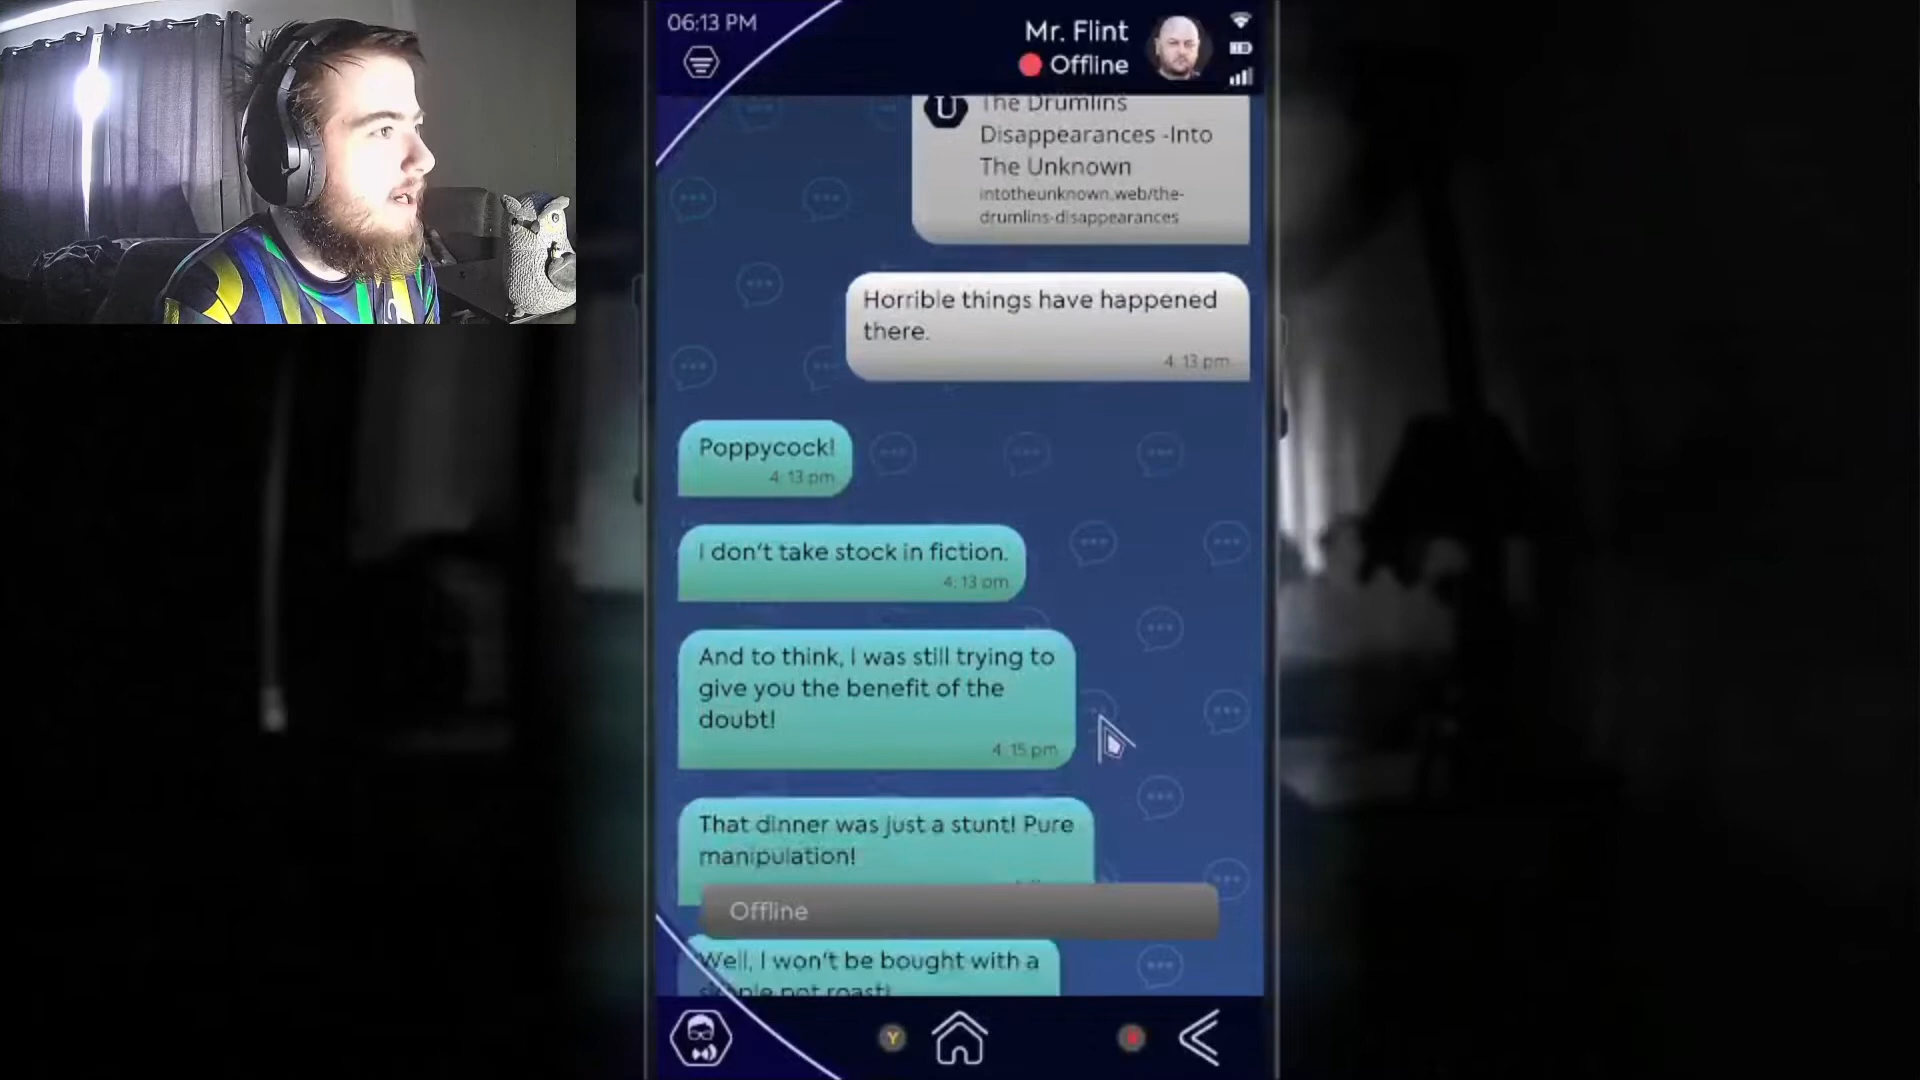 06:13 PM
Mr. Flint
Offline
U
The Drumlins
Disappearances -Into
The Unknown
intotheunknown.web/the-
drumlins-disappearances
Horrible things have happened
there.
4:13 pm
Poppycock!
4:13 pm
I don't take stock in fiction.
4:13 pm
And to think, I was still trying to
give you the benefit of the
doubt!
4:15 pm
That dinner was just a stunt! Pure
manipulation!
Offline
Well, I won't be bought with a
simple pot roast!
Y